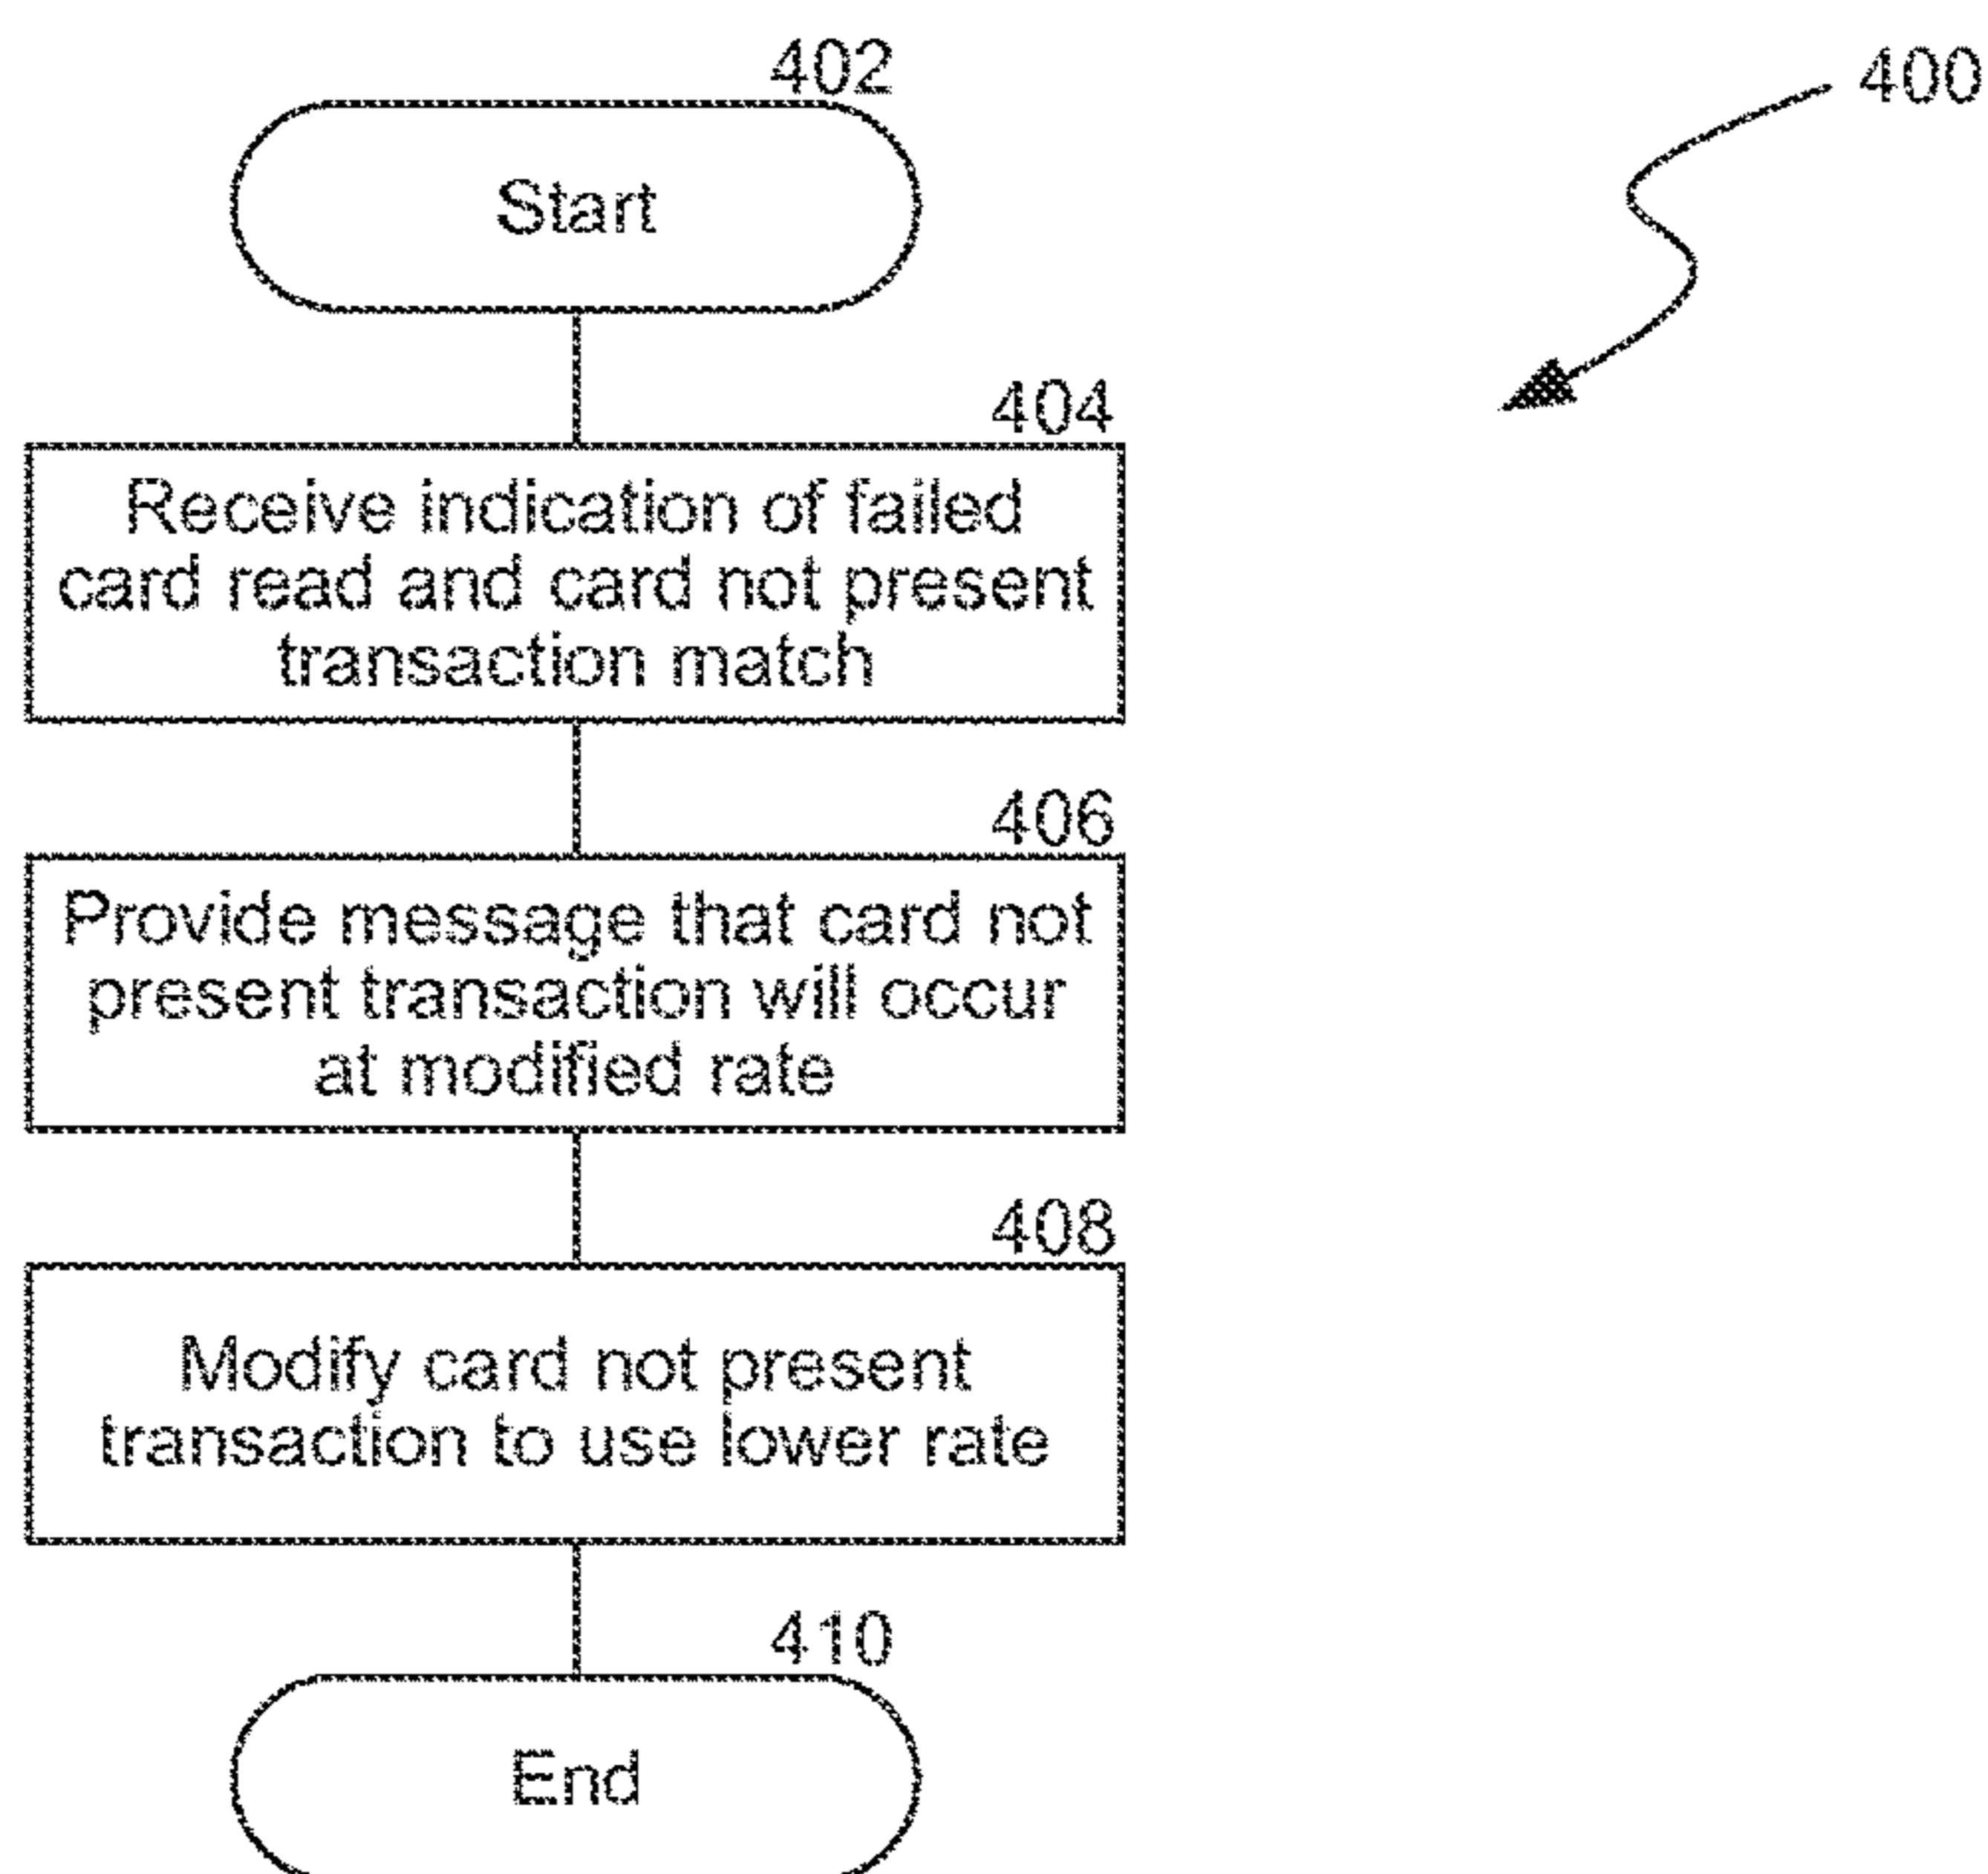 402
400
Start
404
Receive indication of failed
card read and card not present
transaction match
406
Provide message that card not
present transaction will occur
at modified rate
408
Modify card not present
transaction to use lower rate
410
End